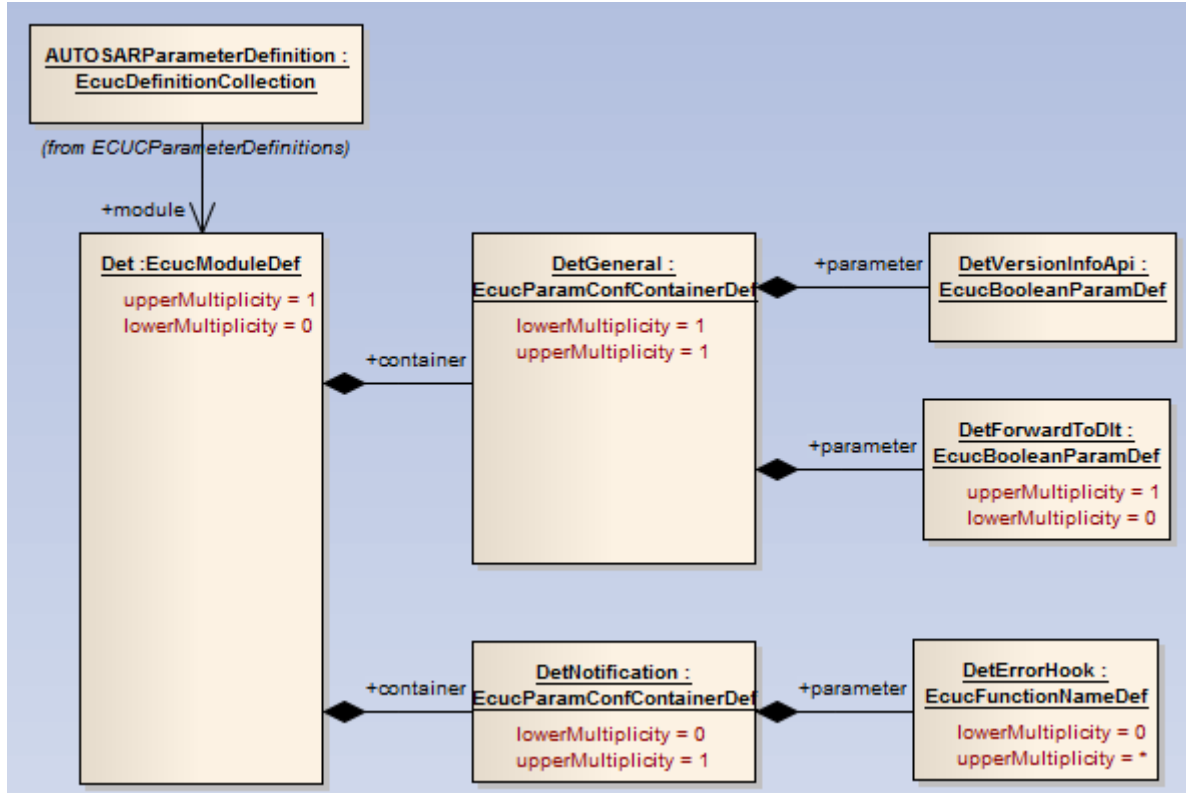 AUTOSARParameterDefinition :
EcucDefinitionCollection
(from ECUCParameterDefinitions)
+module
Det :EcucModuleDef
upperMultiplicity = 1
lowerMultiplicity = 0
+container
DetGeneral :
EcucParamConfContainerDef
lowerMultiplicity = 1
upperMultiplicity = 1
+parameter
DetVersionInfoApi :
EcucBooleanParamDef
+parameter
DetForwardToDlt :
EcucBooleanParamDef
upperMultiplicity = 1
lowerMultiplicity = 0
+container
DetNotification :
EcucParamConfContainerDef
lowerMultiplicity = 0
upperMultiplicity = 1
+parameter
DetErrorHook :
EcucFunctionNameDef
lowerMultiplicity = 0
upperMultiplicity = *